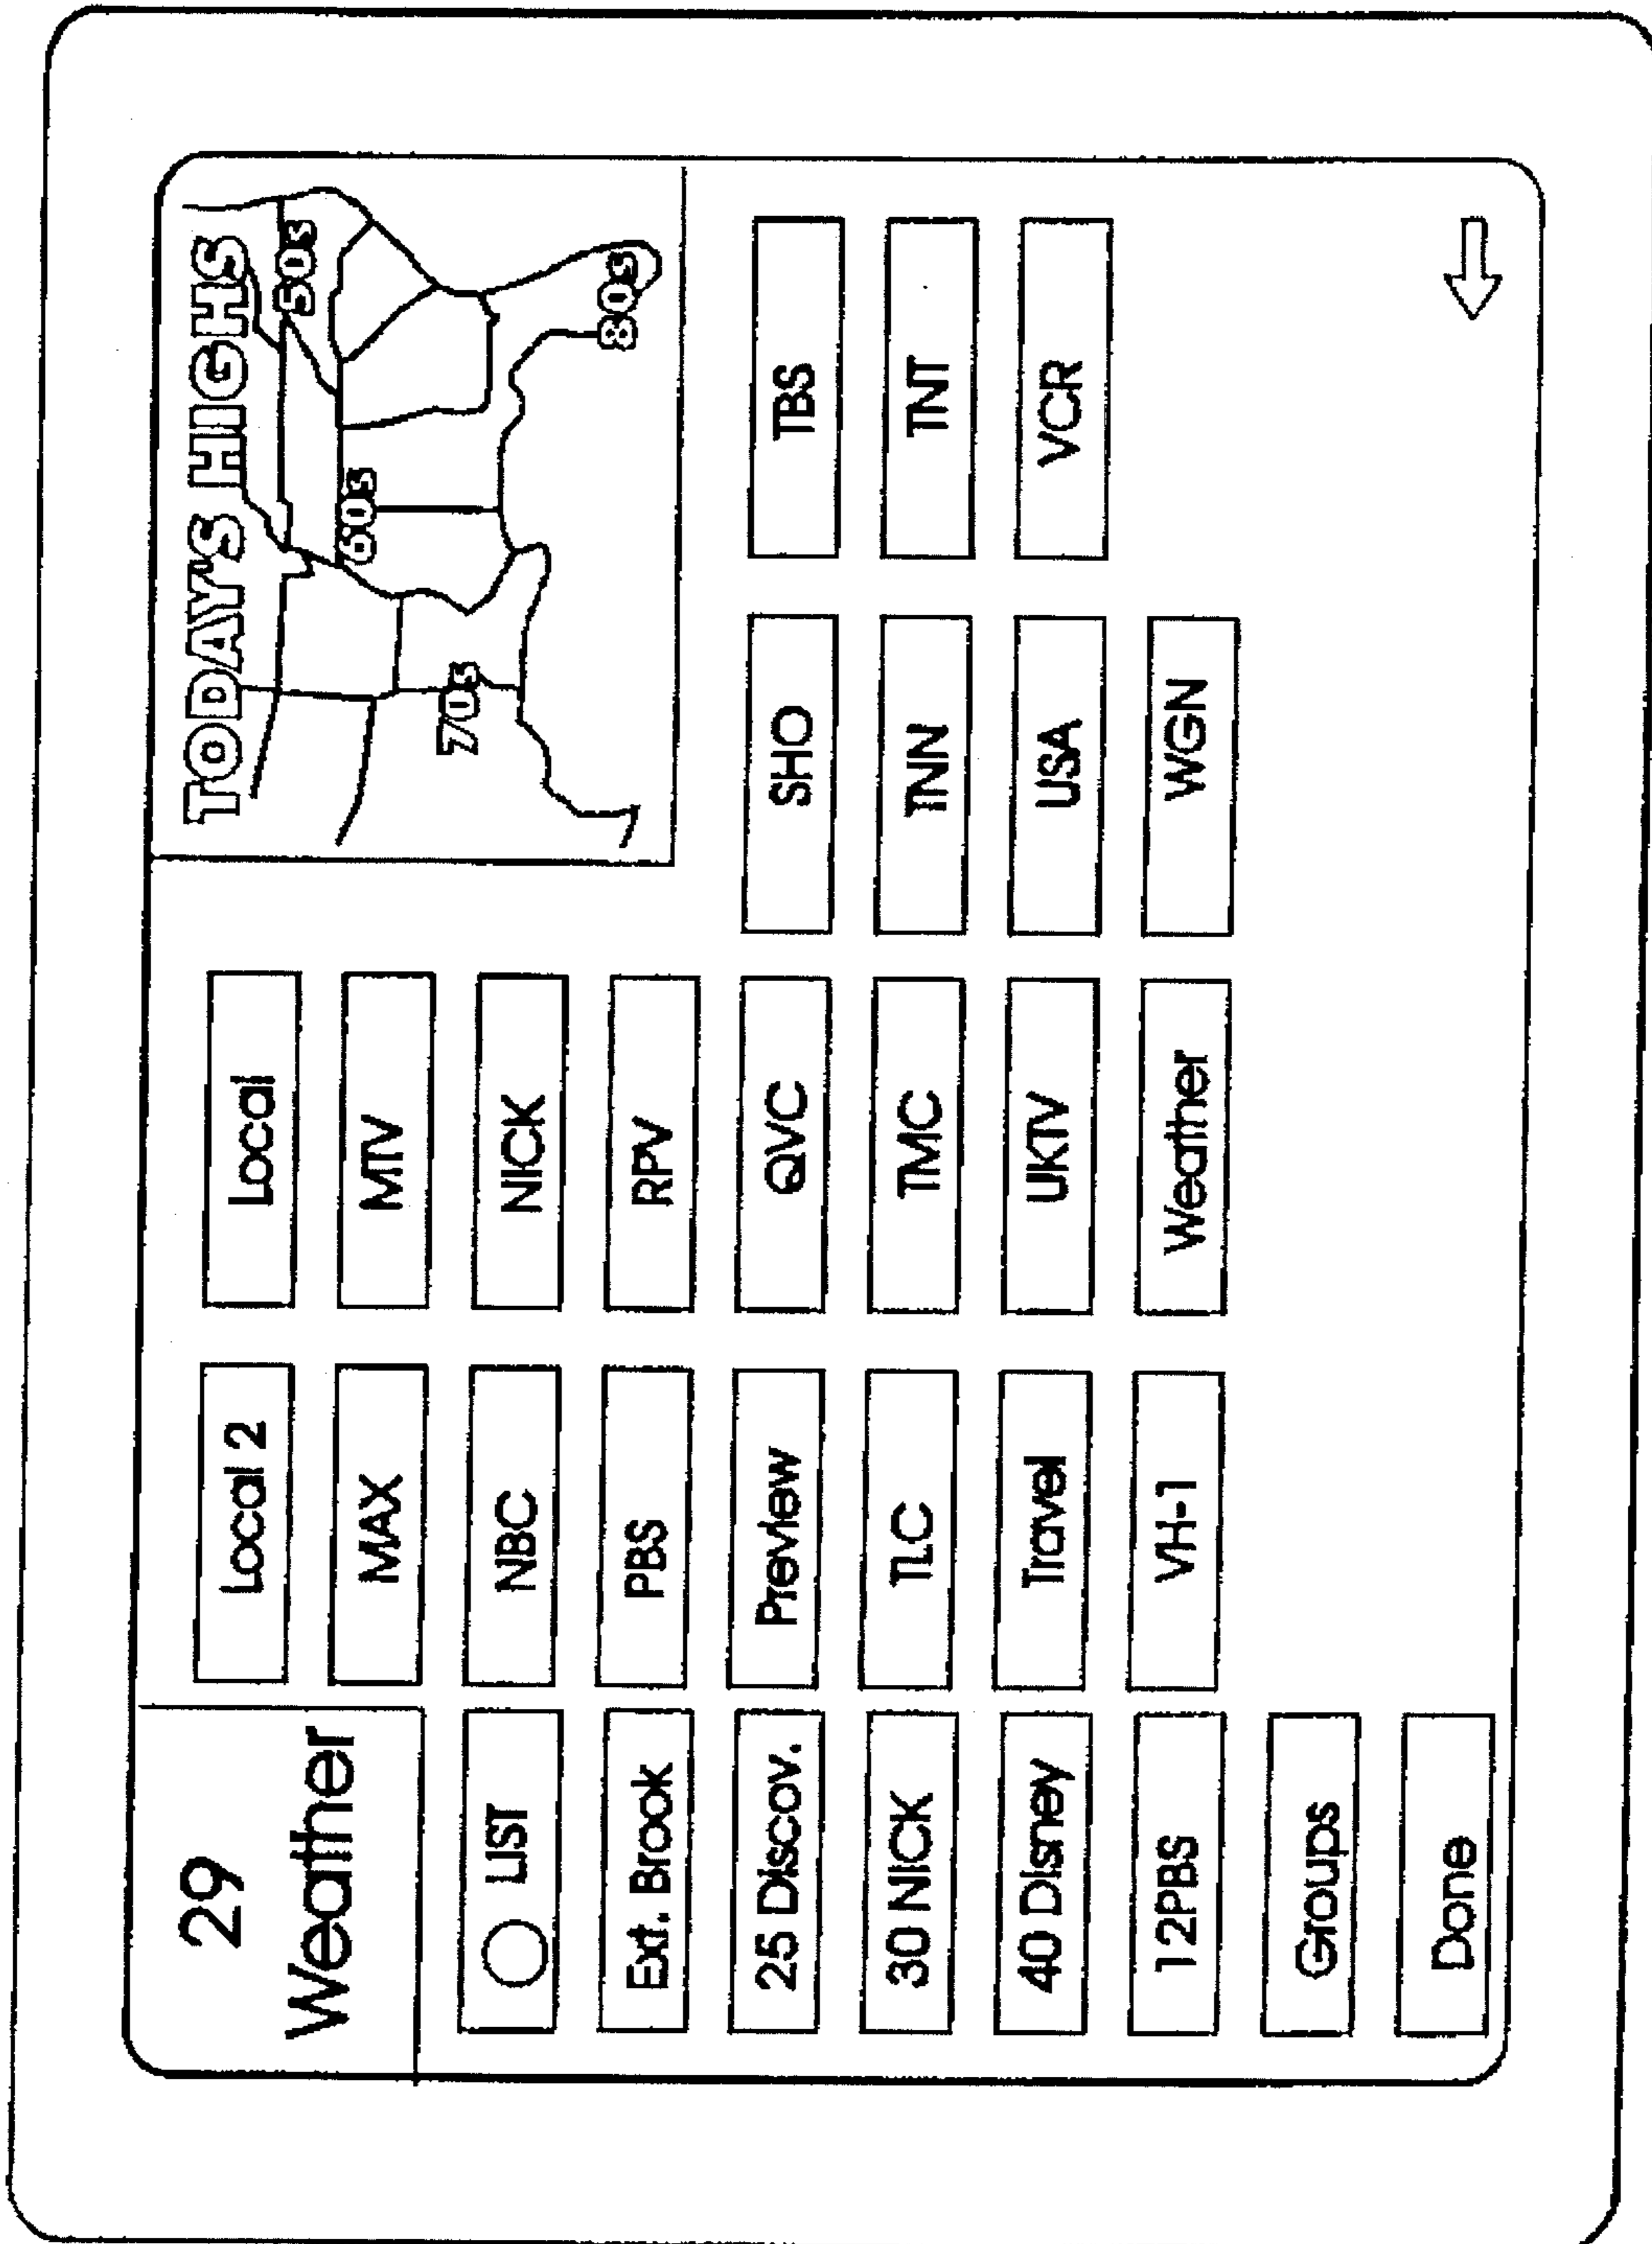 29
Weather
TODAY'S HIGHS
50s
60s
70s
80s
Local 2
Local
MAX
MTV
LIST
NBC
NICK
Ext. Brook
PBS
RPV
25 Discov.
Preview
QVC
SHO
TBS
30 NICK
TLC
TMC
TNN
TNT
40 Disney
Travel
UKTV
USA
VCR
12PBS
VH-1
Weather
WGN
Groups
Done